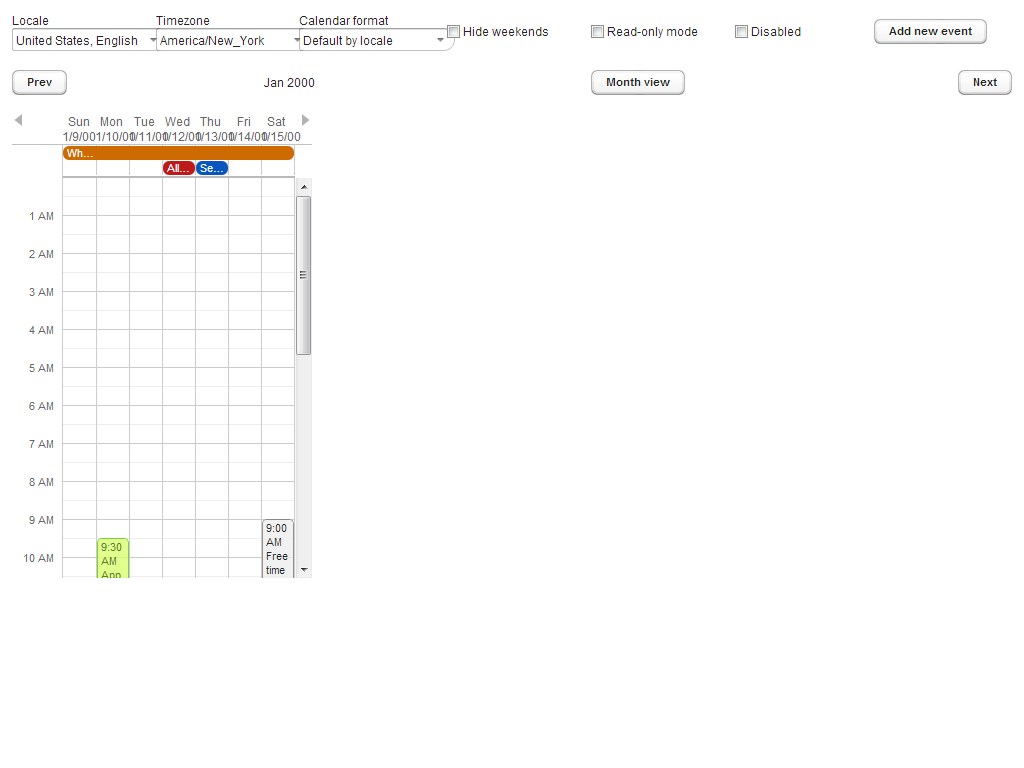 Locale Timezone Calendar format
United States, English America/New_York Default by locale Hide weekends Read-only mode Disabled Add new event
Prev Jan 2000 Month view Next
Sun Mon Tue Wed Thu Fri Sat
1/9/00 1/10/00 1/11/00 1/12/00 1/13/00 1/14/00 1/15/00
Wh...
All... Se...
1 AM
2 AM
3 AM
4 AM
5 AM
6 AM
7 AM
8 AM
9 AM
9:00
AM
Free
time
9:30
AM
App
10 AM